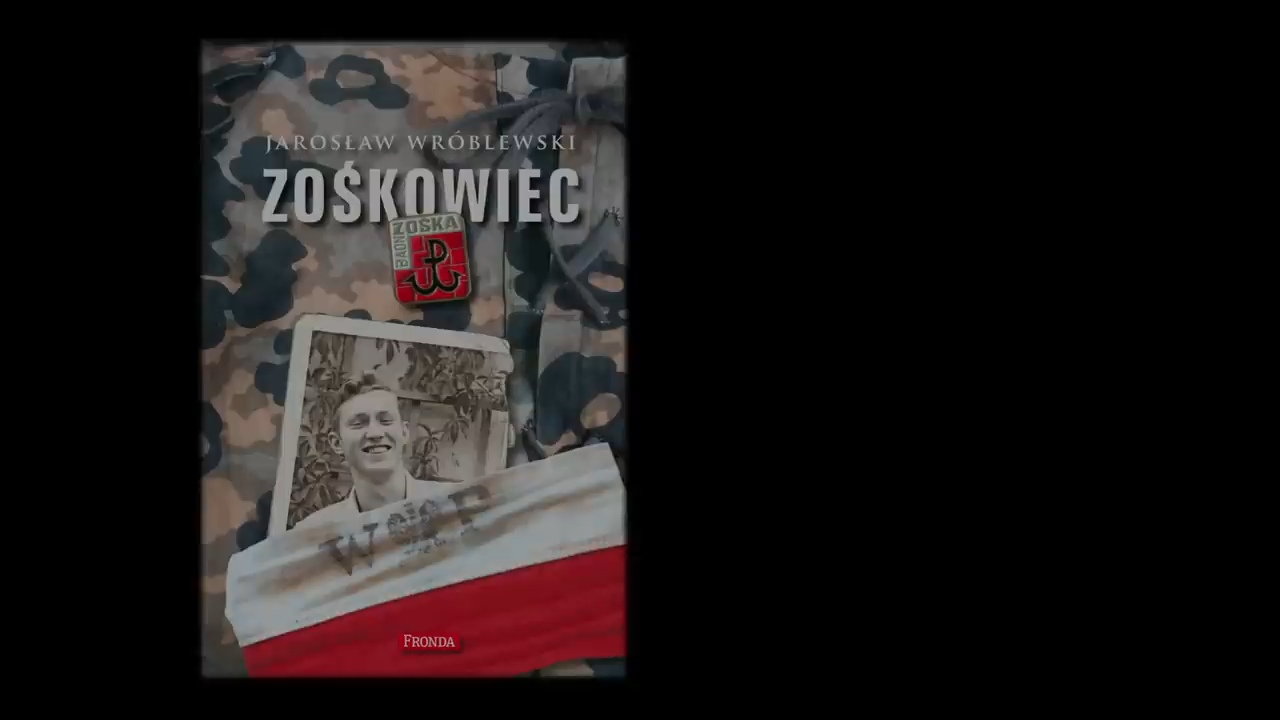 JAROSŁAW WRÓBLEWSKI
ZOŚKOWIEC
ZOŚKA
BAON
W P
FRONDA